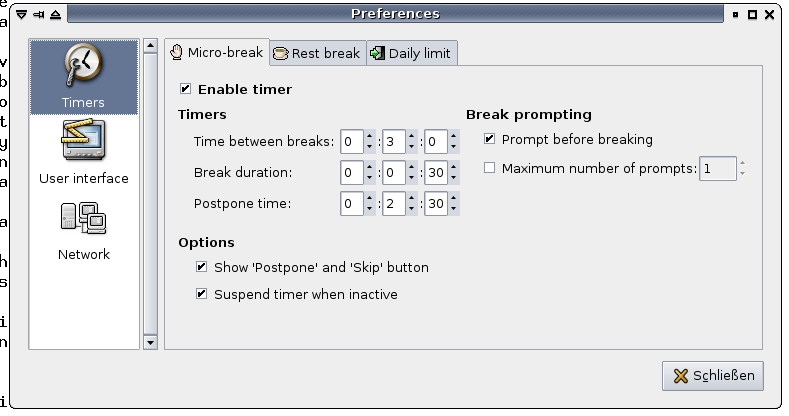 Preferences
Timers
User interface
Network
Micro-break
Rest break
Daily limit
Enable timer
Timers
Time between breaks: 0 : 3 : 0
Break duration: 0 : 0 : 30
Postpone time: 0 : 2 : 30
Break prompting
Prompt before breaking
Maximum number of prompts: 1
Options
Show 'Postpone' and 'Skip' button
Suspend timer when inactive
Schließen